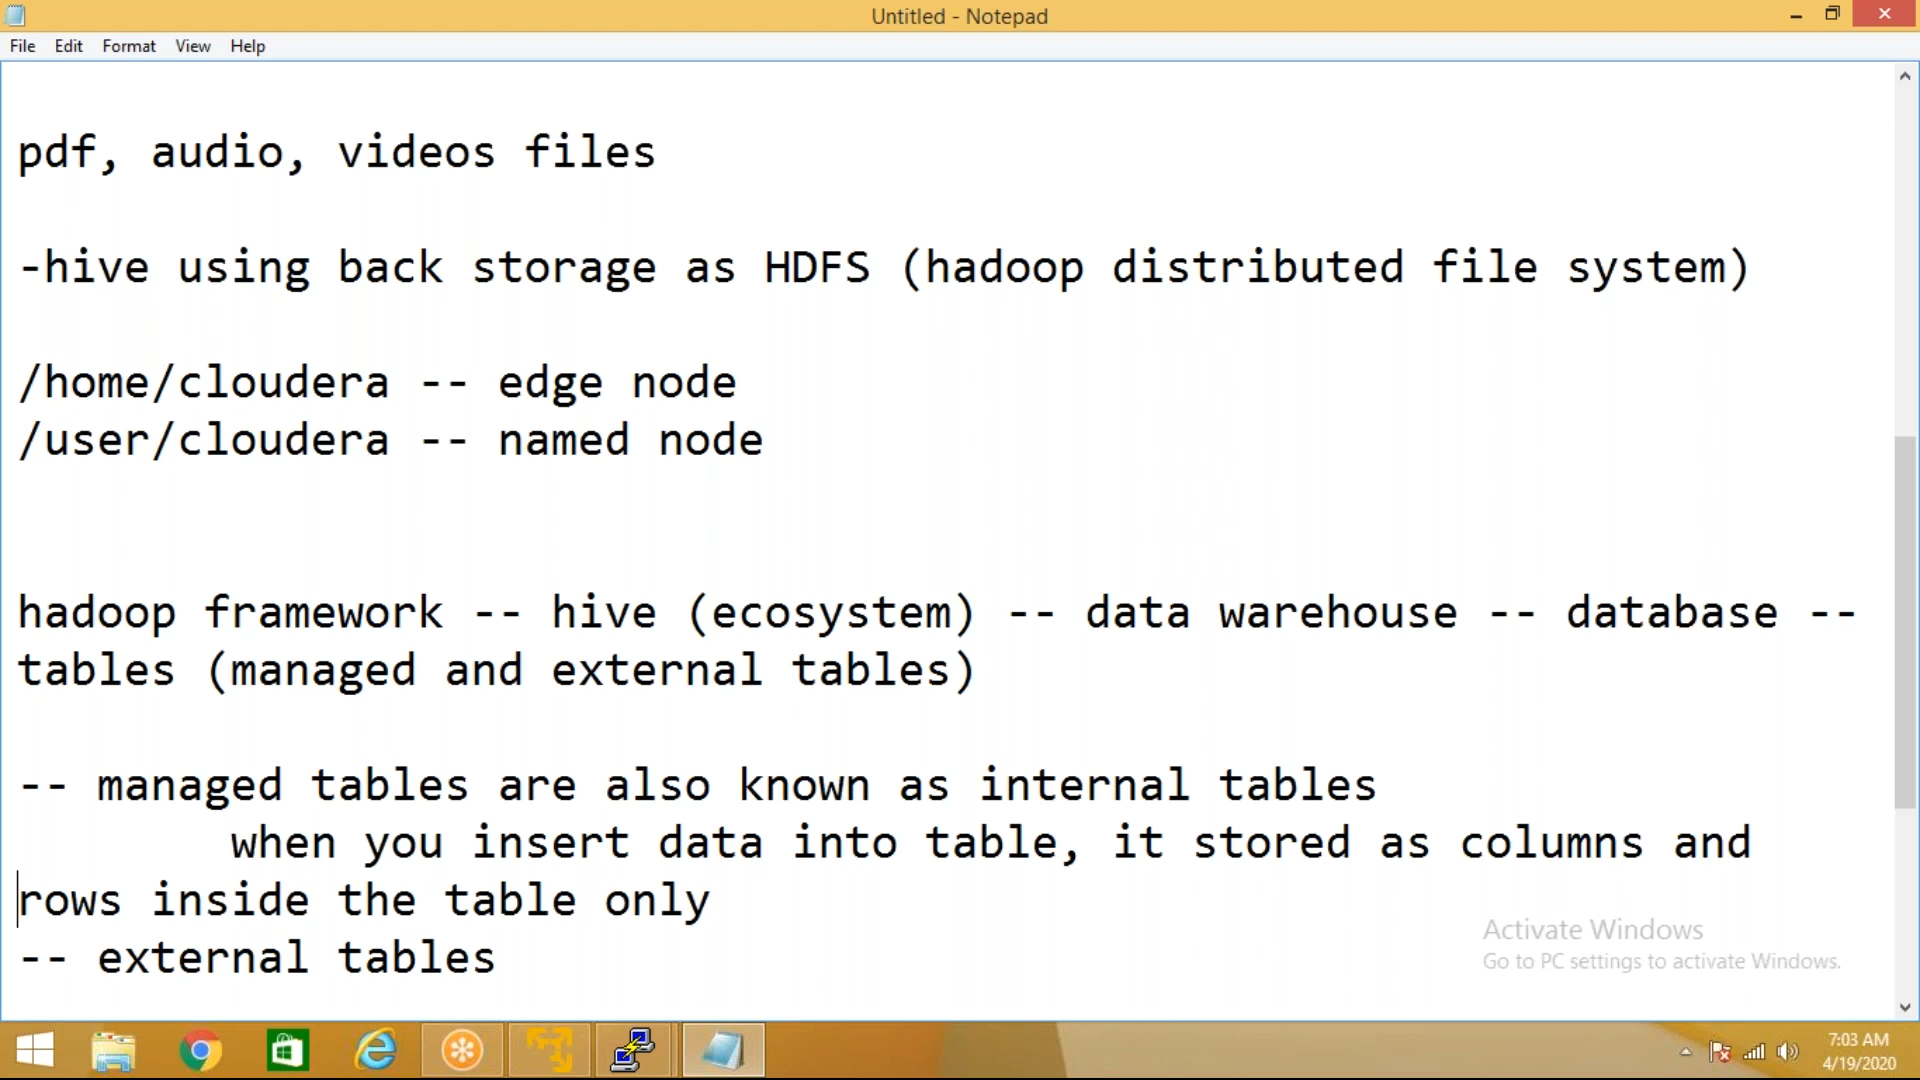 Untitled - Notepad
File Edit Format View Help
pdf, audio, videos files
-hive using back storage as HDFS (hadoop distributed file system)
/home/cloudera -- edge node
/user/cloudera -- named node
hadoop framework -- hive (ecosystem) -- data warehouse -- database --
tables (managed and external tables)
-- managed tables are also known as internal tables
when you insert data into table, it stored as columns and
rows inside the table only
-- external tables
Activate Windows
Go to PC settings to activate Windows.
7:03 AM
4/19/2020